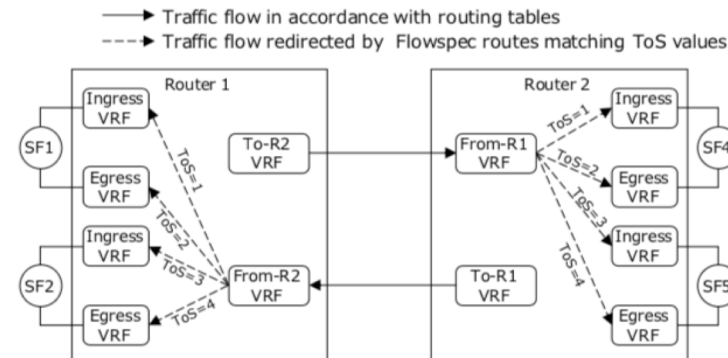 Traffic flow in accordance with routing tables
Traffic flow redirected by Flowspec routes matching ToS values
Router 1
Router 2
Ingress
VRF
SF1
Egress
VRF
Ingress
VRF
SF2
Egress
VRF
To-R2
VRF
From-R2
VRF
ToS=1
ToS=2
ToS=3
ToS=4
From-R1
VRF
To-R1
VRF
ToS=1
ToS=2
ToS=3
ToS=4
Ingress
VRF
SF4
Egress
VRF
Ingress
VRF
SF5
Egress
VRF